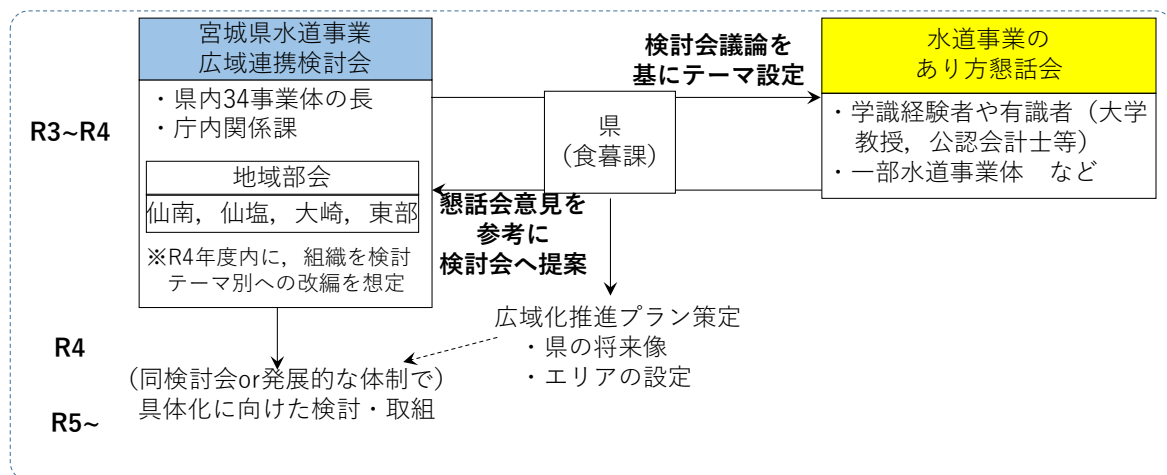 宮城県水道事業
広域連携検討会
・県内34事業体の長
・庁内関係課
地域部会
仙南，仙塩，大崎，東部
※R4年度内に，組織を検討
テーマ別への改編を想定
検討会議論を
基にテーマ設定
県
（食暮課）
懇話会意見を
参考に
検討会へ提案
水道事業の
あり方懇話会
・学識経験者や有識者（大学
教授，公認会計士等）
・一部水道事業体　など
R3~R4
広域化推進プラン策定
・県の将来像
・エリアの設定
R4
（同検討会or発展的な体制で）
具体化に向けた検討・取組
R5~